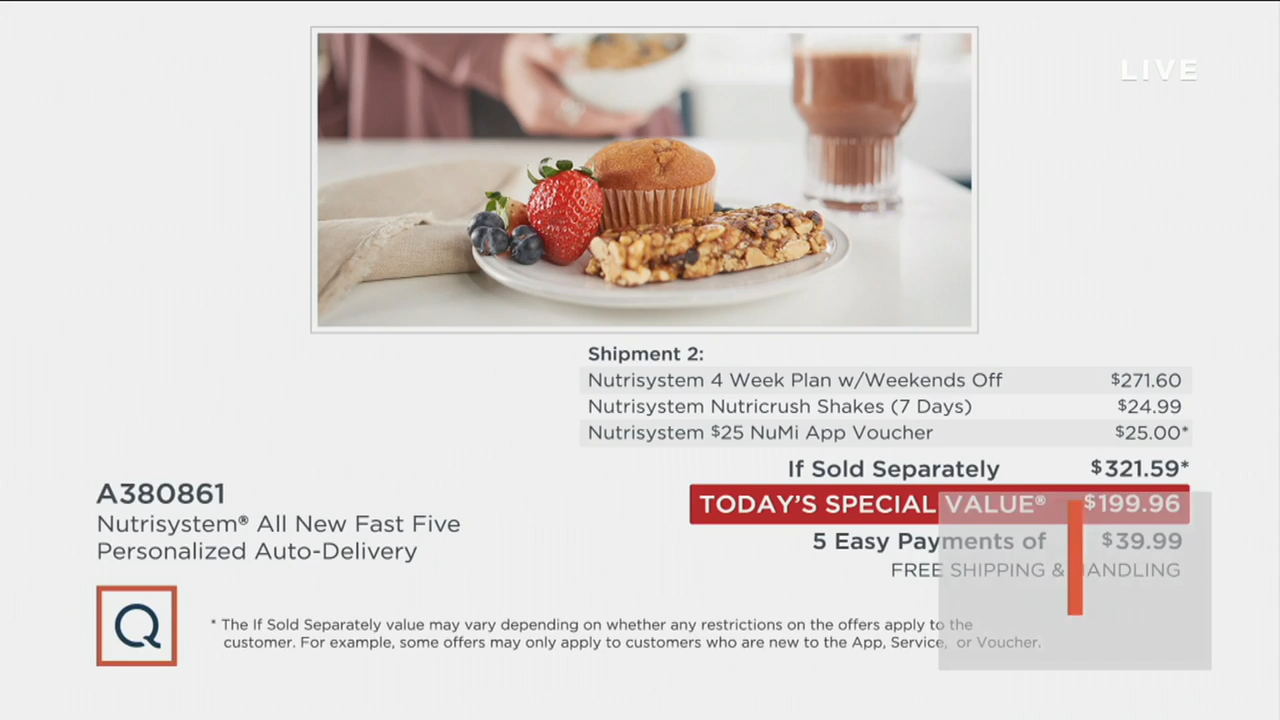 LIVE
Shipment 2:
Nutrisystem 4 Week Plan w/Weekends Off $271.60
Nutrisystem Nutricrush Shakes (7 Days) $24.99
Nutrisystem $25 NuMi App Voucher $25.00*
If Sold Separately $321.59*
TODAY'S SPECIAL VALUE® $199.96
5 Easy Payments of $39.99
FREE SHIPPING & HANDLING
A380861
Nutrisystem® All New Fast Five
Personalized Auto-Delivery
Q
* The If Sold Separately value may vary depending on whether any restrictions on the offers apply to the
customer. For example, some offers may only apply to customers who are new to the App, Service, or Voucher.